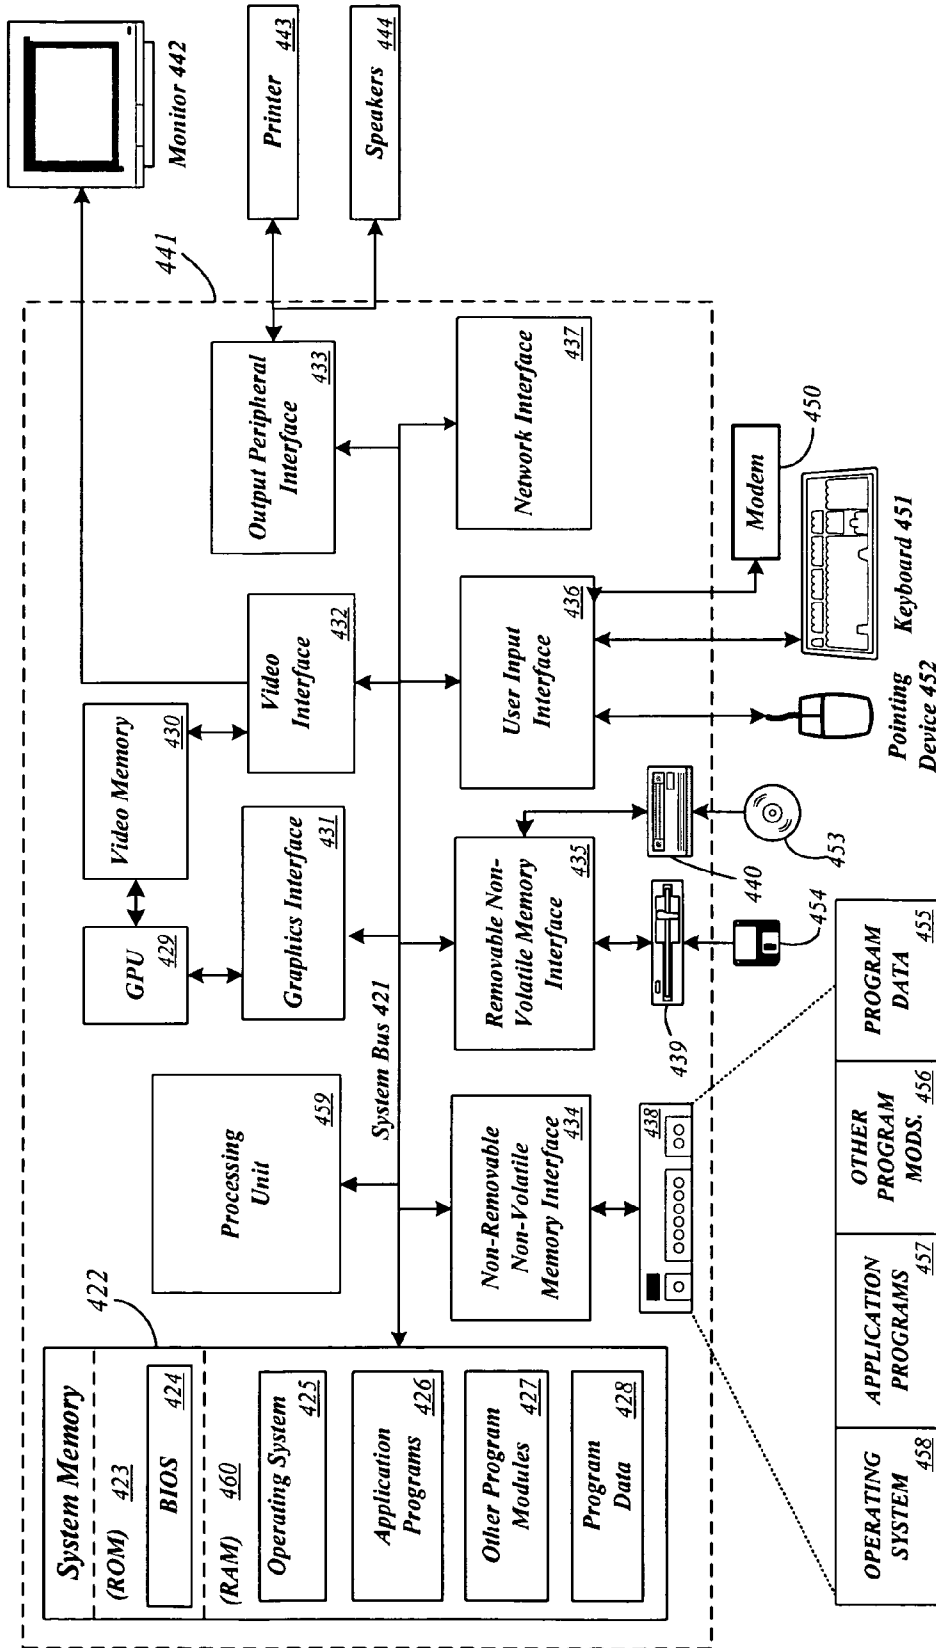 System Memory
(ROM) 423
BIOS 424
(RAM) 460
Operating System 425
Application
Programs 426
Other Program
Modules 427
Program
Data 428
422
Processing
Unit
459
System Bus 421
GPU
429
Video Memory
430
Graphics Interface
431
Video
Interface
432
Output Peripheral
Interface
433
441
Monitor 442
Printer 443
Speakers 444
Non-Removable
Non-Volatile
Memory Interface
434
Removable Non-
Volatile Memory
Interface
435
User Input
Interface
436
Network Interface
437
438
439
440
454
453
Pointing
Device 452
Keyboard 451
Modem
450
OPERATING
SYSTEM 458
APPLICATION
PROGRAMS 457
OTHER
PROGRAM
MODS. 456
PROGRAM
DATA 455